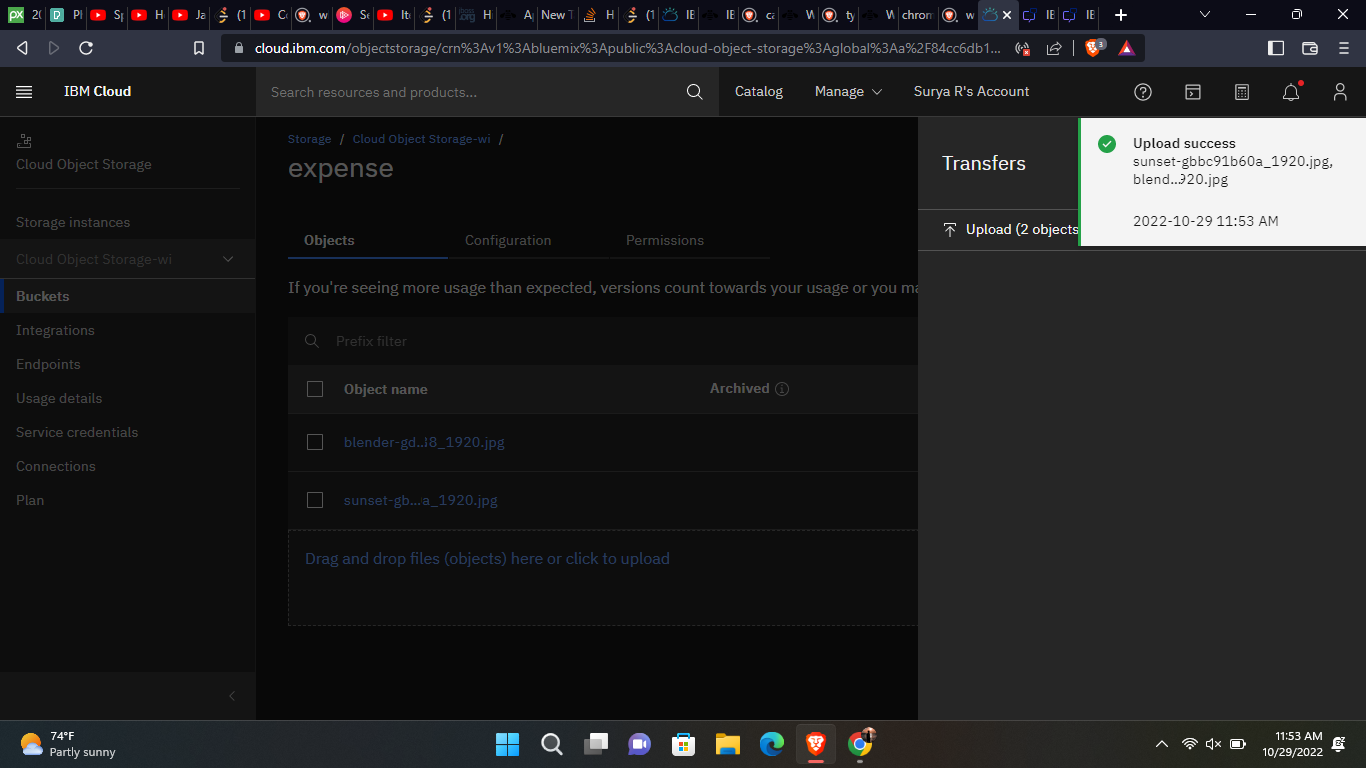 20
Pl
Sp
H
Ja
(1
C
w
Se
It
(1
H
A
New T
H
(1
IE
IE
ca
W
ty
W
chrom
w
IE
IE
cloud.ibm.com/objectstorage/crn%3Av1%3Abluemix%3Apublic%3Acloud-object-storage%3Aglobal%3Aa%2F84cc6db1...
3
IBM Cloud
Search resources and products...
Catalog
Manage
Surya R's Account
Cloud Object Storage
Storage instances
Cloud Object Storage-wi
Buckets
Integrations
Endpoints
Usage details
Service credentials
Connections
Plan
Storage / Cloud Object Storage-wi /
expense
Objects
Configuration
Permissions
If you're seeing more usage than expected, versions count towards your usage or you ma
Prefix filter
Object name
Archived
blender-gd...8_1920.jpg
sunset-gb...a_1920.jpg
Drag and drop files (objects) here or click to upload
Transfers
Upload (2 objects
Upload success
sunset-gbbc91b60a_1920.jpg,
blend...920.jpg
2022-10-29 11:53 AM
74°F
Partly sunny
11:53 AM
10/29/2022